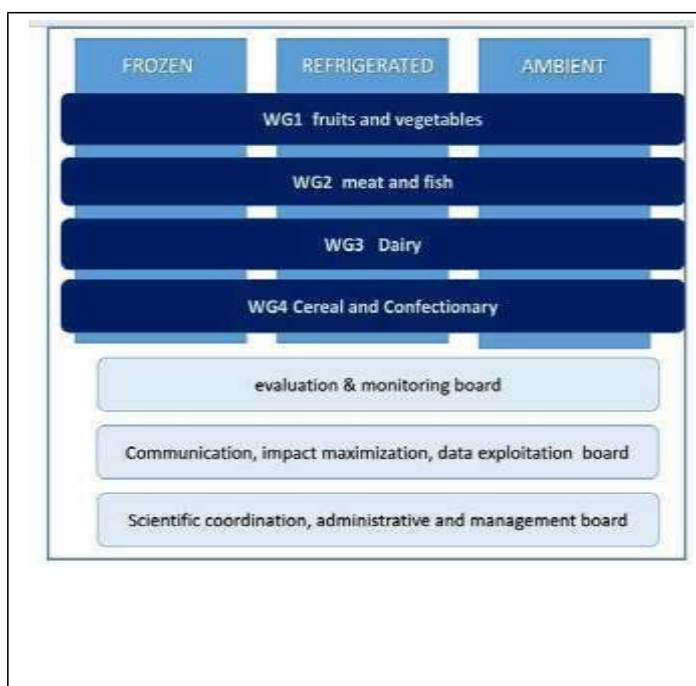 FROZEN REFRIGERATED AMBIENT
WG1 fruits and vegetables
WG2 meat and fish
WG3 Dairy
WG4 Cereal and Confectionary
evaluation & monitoring board
Communication, impact maximization, data exploitation board
Scientific coordination, administrative and management board